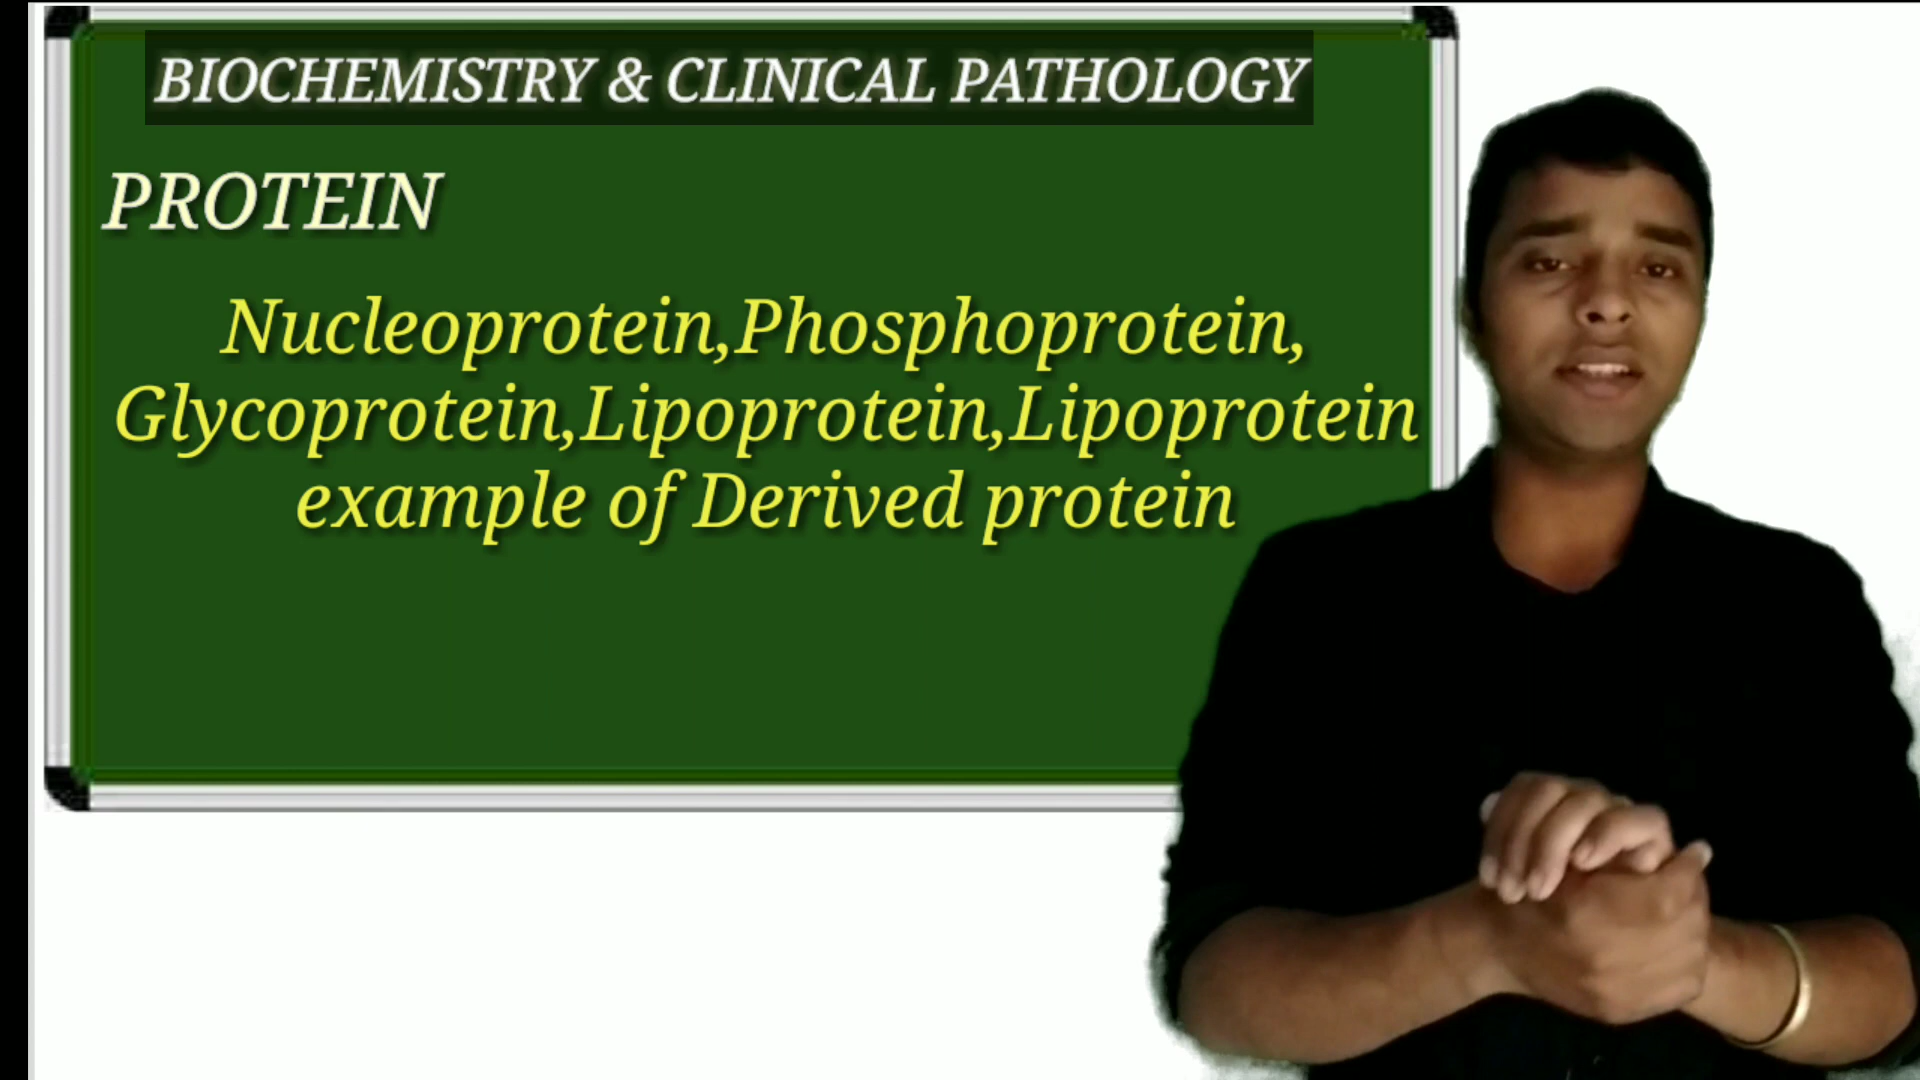 BIOCHEMISTRY & CLINICAL PATHOLOGY
PROTEIN
Nucleoprotein,Phosphoprotein,
Glycoprotein,Lipoprotein,Lipoprotein
example of Derived protein